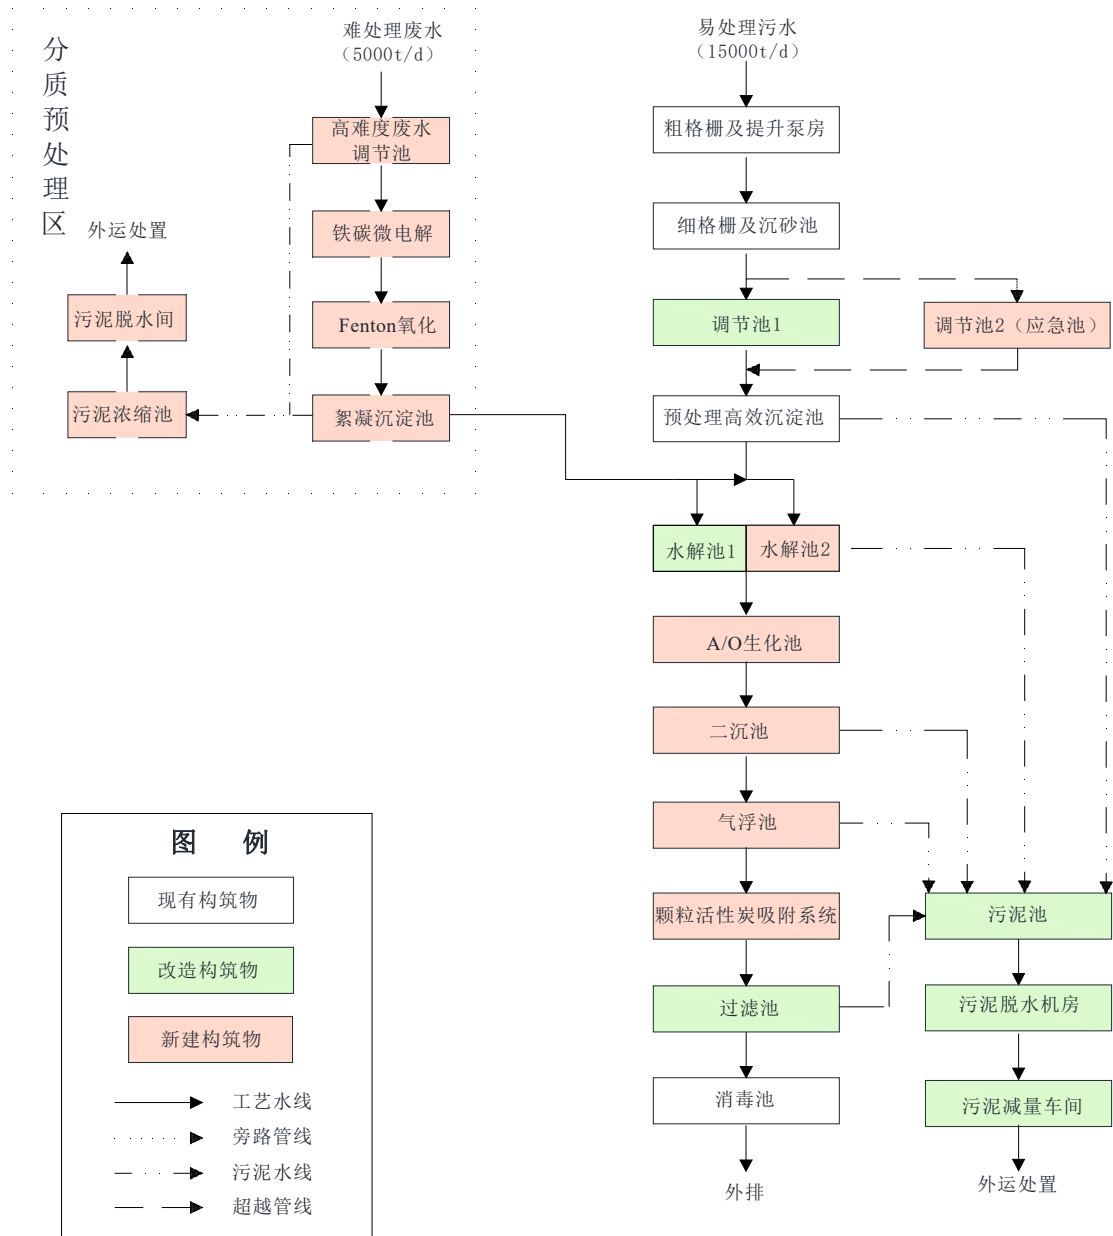 分
质
预
处
理
区
难处理废水
（5000t/d）
高难度废水
调节池
铁碳微电解
Fenton氧化
絮凝沉淀池
外运处置
污泥脱水间
污泥浓缩池
易处理污水
（15000t/d）
粗格栅及提升泵房
细格栅及沉砂池
调节池1
调节池2（应急池）
预处理高效沉淀池
水解池1
水解池2
A/O生化池
二沉池
气浮池
颗粒活性炭吸附系统
过滤池
消毒池
外排
污泥池
污泥脱水机房
污泥减量车间
外运处置
图 例
现有构筑物
改造构筑物
新建构筑物
工艺水线
旁路管线
污泥水线
超越管线